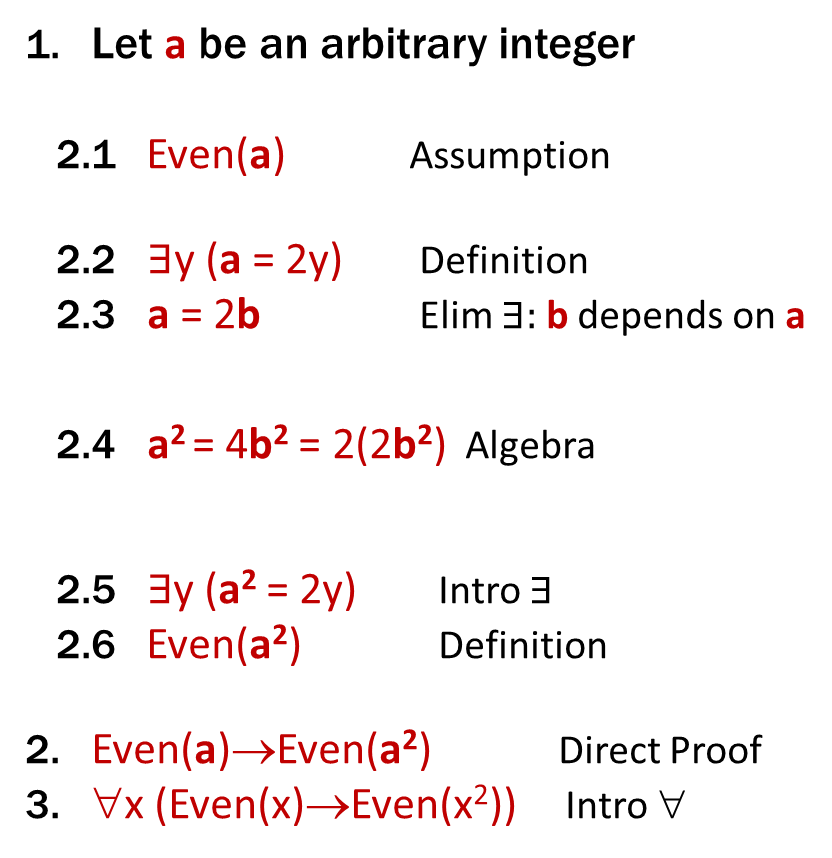 1. Let a be an arbitrary integer
2.1 Even(a) Assumption
2.2 ∃y (a = 2y) Definition
2.3 a = 2b Elim ∃: b depends on a
2.4 a² = 4b² = 2(2b²) Algebra
2.5 ∃y (a² = 2y) Intro ∃
2.6 Even(a²) Definition
2. Even(a)→Even(a²) Direct Proof
3. ∀x (Even(x)→Even(x²)) Intro ∀